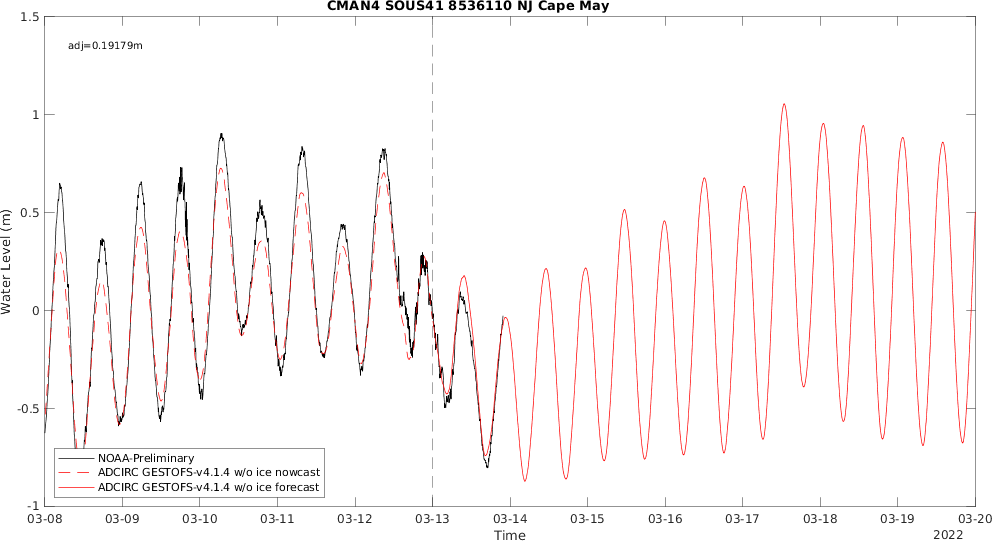 CMAN4 SOUS41 8536110 NJ Cape May
1.5
adj=0.19179m
1
0.5
Water Level (m)
0
-0.5
NOAA-Preliminary
ADCIRC GESTOFS-v4.1.4 w/o ice nowcast
ADCIRC GESTOFS-v4.1.4 w/o ice forecast
-1
03-08 03-09 03-10 03-11 03-12 03-13 03-14 03-15 03-16 03-17 03-18 03-19 03-20
Time
2022